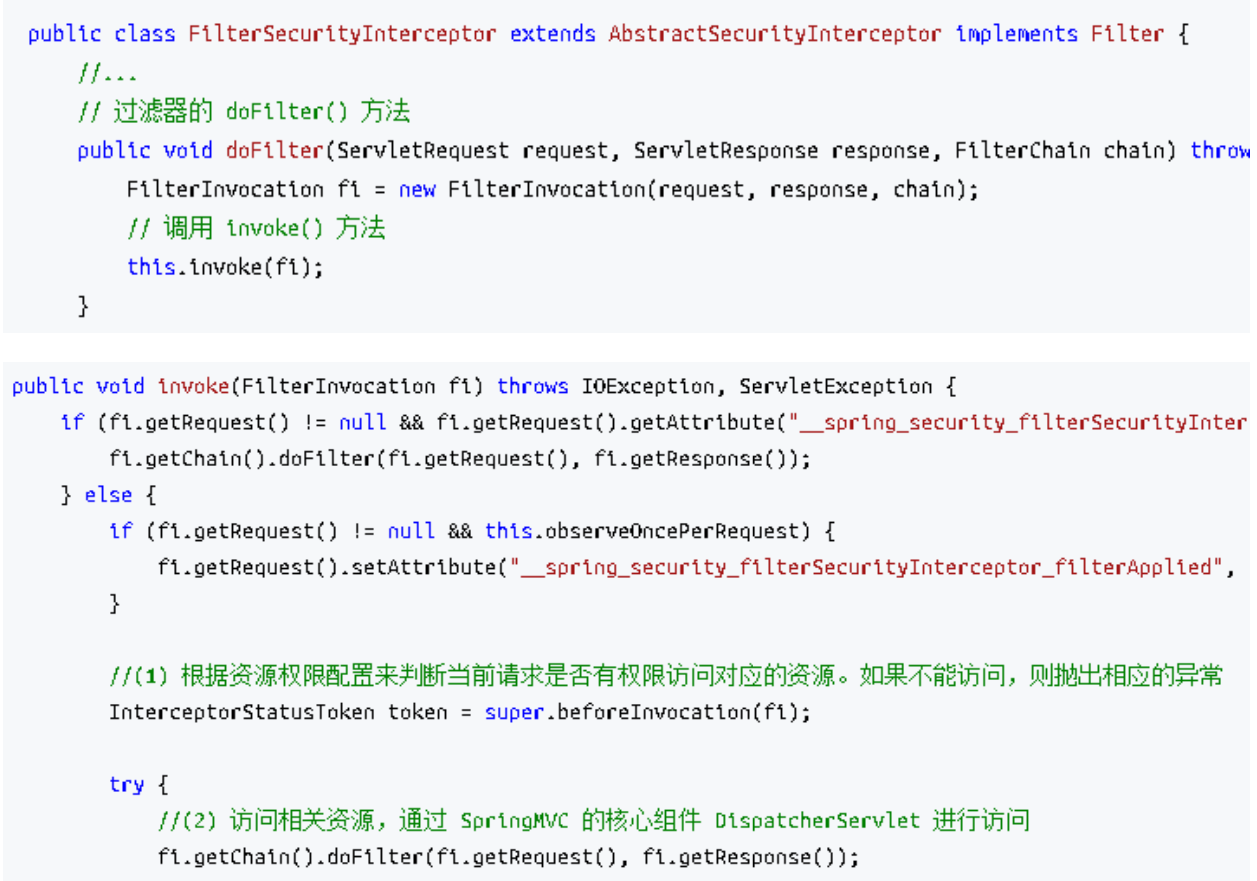 public class FilterSecurityInterceptor extends AbstractSecurityInterceptor implements Filter {
//...
// 过滤器的 doFilter() 方法
public void doFilter(ServletRequest request, ServletResponse response, FilterChain chain) throw
FilterInvocation fi = new FilterInvocation(request, response, chain);
// 调用 invoke() 方法
this.invoke(fi);
}
public void invoke(FilterInvocation fi) throws IOException, ServletException {
if (fi.getRequest() != null && fi.getRequest().getAttribute("__spring_security_filterSecurityInter
fi.getChain().doFilter(fi.getRequest(), fi.getResponse());
} else {
if (fi.getRequest() != null && this.observeOncePerRequest) {
fi.getRequest().setAttribute("__spring_security_filterSecurityInterceptor_filterApplied",
}
//(1) 根据资源权限配置来判断当前请求是否有权限访问对应的资源。如果不能访问，则抛出相应的异常
InterceptorStatusToken token = super.beforeInvocation(fi);
try {
//(2) 访问相关资源，通过 SpringMVC 的核心组件 DispatcherServlet 进行访问
fi.getChain().doFilter(fi.getRequest(), fi.getResponse());